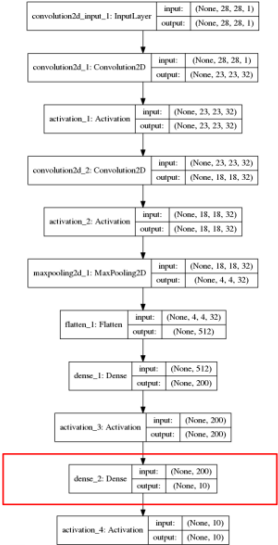 convolution2d_input_1: InputLayer
input: (None, 28, 28, 1)
output: (None, 28, 28, 1)
convolution2d_1: Convolution2D
input: (None, 28, 28, 1)
output: (None, 23, 23, 32)
activation_1: Activation
input: (None, 23, 23, 32)
output: (None, 23, 23, 32)
convolution2d_2: Convolution2D
input: (None, 23, 23, 32)
output: (None, 18, 18, 32)
activation_2: Activation
input: (None, 18, 18, 32)
output: (None, 18, 18, 32)
maxpooling2d_1: MaxPooling2D
input: (None, 18, 18, 32)
output: (None, 4, 4, 32)
flatten_1: Flatten
input: (None, 4, 4, 32)
output: (None, 512)
dense_1: Dense
input: (None, 512)
output: (None, 200)
activation_3: Activation
input: (None, 200)
output: (None, 200)
dense_2: Dense
input: (None, 200)
output: (None, 10)
activation_4: Activation
input: (None, 10)
output: (None, 10)